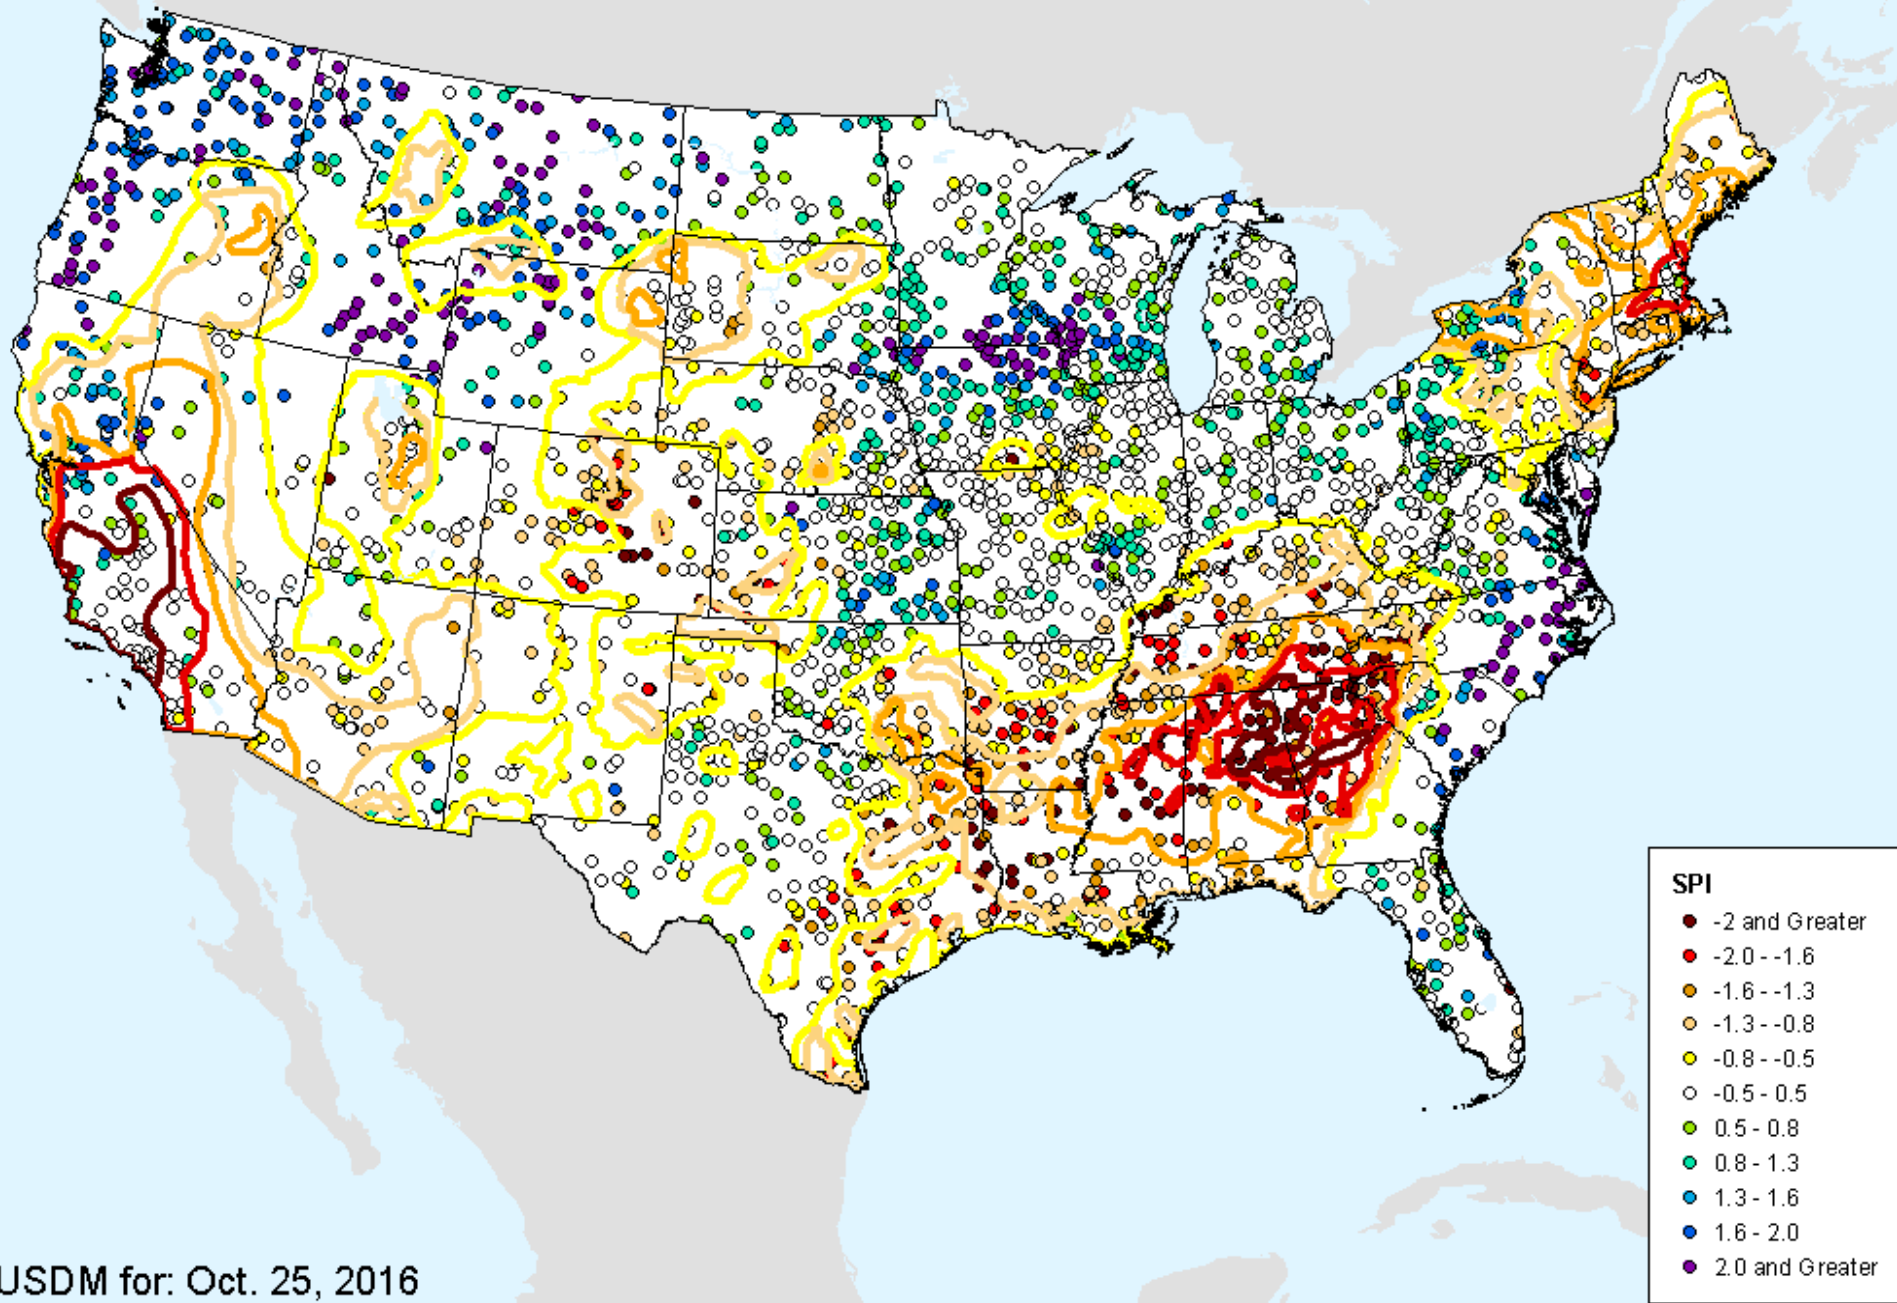 SPI
-2 and Greater
-2.0 - -1.6
-1.6 - -1.3
-1.3 - -0.8
-0.8 - -0.5
-0.5 - 0.5
0.5 - 0.8
0.8 - 1.3
1.3 - 1.6
1.6 - 2.0
2.0 and Greater
USDM for: Oct. 25, 2016